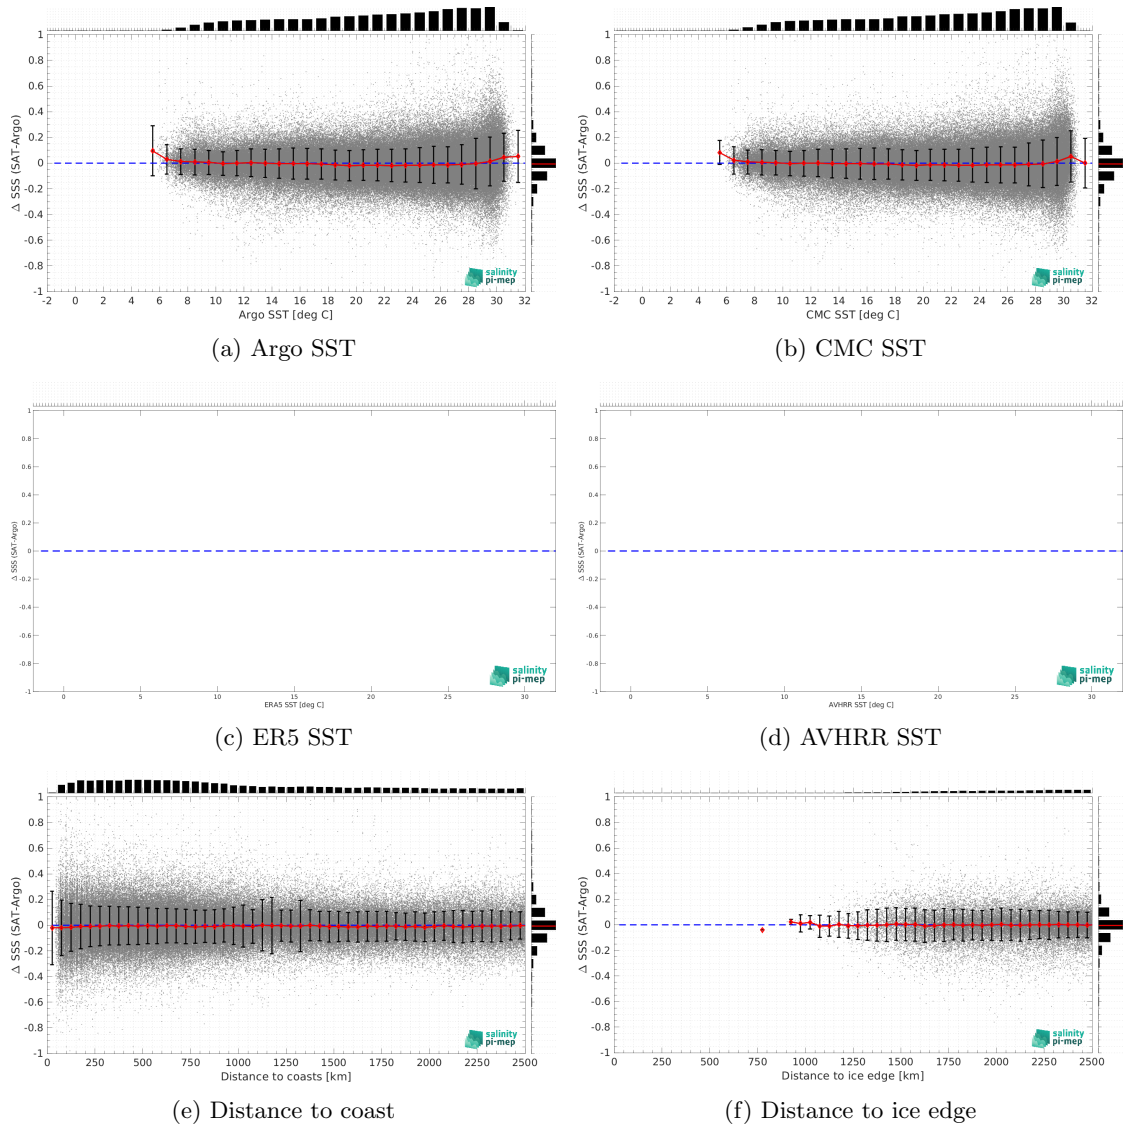 1
0.8
0.6
0.4
0.2
0
-0.2
-0.4
-0.6
-0.8
-1
Δ SSS (SAT-Argo)
-2 0 2 4 6 8 10 12 14 16 18 20 22 24 26 28 30 32
Argo SST [deg C]
salinity
pi-mep
(a) Argo SST
1
0.8
0.6
0.4
0.2
0
-0.2
-0.4
-0.6
-0.8
-1
Δ SSS (SAT-Argo)
-2 0 2 4 6 8 10 12 14 16 18 20 22 24 26 28 30 32
CMC SST [deg C]
salinity
pi-mep
(b) CMC SST
1
0.8
0.6
0.4
0.2
0
-0.2
-0.4
-0.6
-0.8
-1
Δ SSS (SAT-Argo)
0 5 10 15 20 25 30
ERA5 SST [deg C]
salinity
pi-mep
(c) ER5 SST
1
0.8
0.6
0.4
0.2
0
-0.2
-0.4
-0.6
-0.8
-1
Δ SSS (SAT-Argo)
0 5 10 15 20 25 30
AVHRR SST [deg C]
salinity
pi-mep
(d) AVHRR SST
1
0.8
0.6
0.4
0.2
0
-0.2
-0.4
-0.6
-0.8
-1
Δ SSS (SAT-Argo)
0 250 500 750 1000 1250 1500 1750 2000 2250 2500
Distance to coasts [km]
salinity
pi-mep
(e) Distance to coast
1
0.8
0.6
0.4
0.2
0
-0.2
-0.4
-0.6
-0.8
-1
Δ SSS (SAT-Argo)
0 250 500 750 1000 1250 1500 1750 2000 2250 2500
Distance to ice edge [km]
salinity
pi-mep
(f) Distance to ice edge